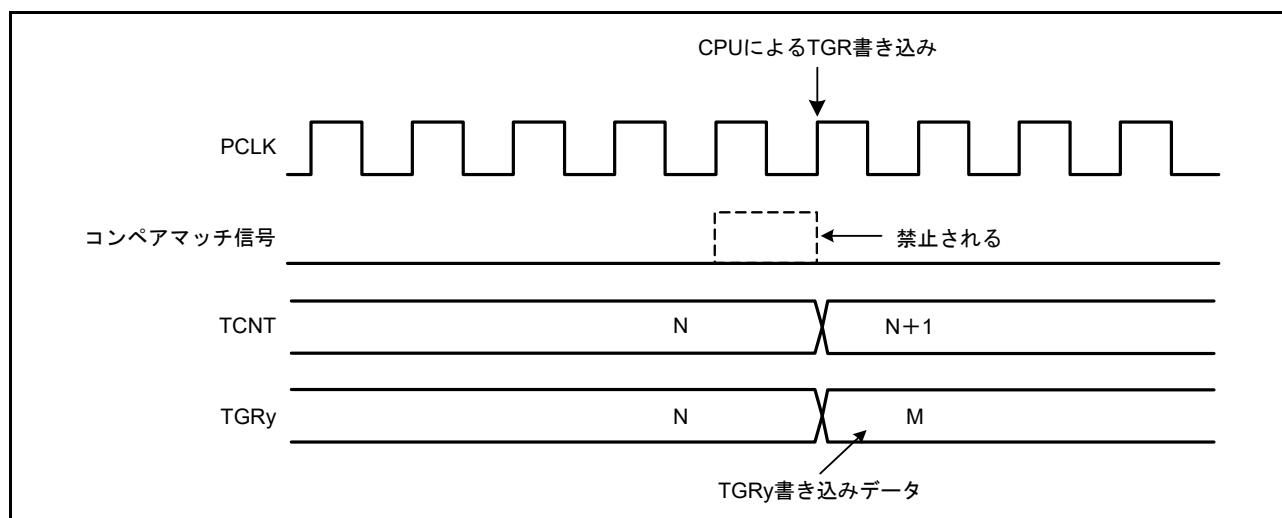 CPUによるTGR書き込み
PCLK
コンペアマッチ信号
禁止される
TCNT
N
N+1
TGRy
N
M
TGRy書き込みデータ